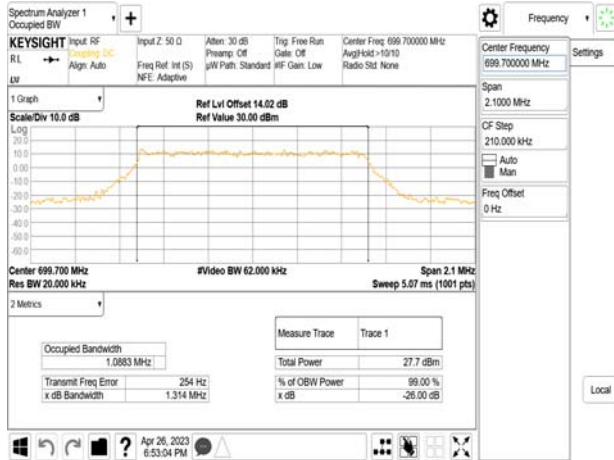 Spectrum Analyzer 1
Occupied BW
Frequency
KEYSIGHT
RL
Input: RF
Coupling: DC
Align: Auto
Input Z: 50 Ω
Freq Ref: Int (S)
NFE: Adaptive
Atten: 30 dB
Preamp: Off
µW Path: Standard
Trig: Free Run
Gate: Off
#IF Gain: Low
Center Freq: 699.700000 MHz
Avg|Hold:>10/10
Radio Std: None
Center Frequency
699.700000 MHz
Settings
Span
2.1000 MHz
CF Step
210.000 kHz
Auto
Man
Freq Offset
0 Hz
Local
1 Graph
Scale/Div 10.0 dB
Ref Lvl Offset 14.02 dB
Ref Value 30.00 dBm
Log
20.0
10.0
0.00
-10.0
-20.0
-30.0
-40.0
-50.0
-60.0
Center 699.700 MHz
#Video BW 62.000 kHz
Span 2.1 MHz
Res BW 20.000 kHz
Sweep 5.07 ms (1001 pts)
2 Metrics
Measure Trace
Trace 1
Occupied Bandwidth
1.0883 MHz
Total Power
27.7 dBm
Transmit Freq Error
254 Hz
% of OBW Power
99.00 %
x dB Bandwidth
1.314 MHz
x dB
-26.00 dB
Apr 26, 2023
6:53:04 PM